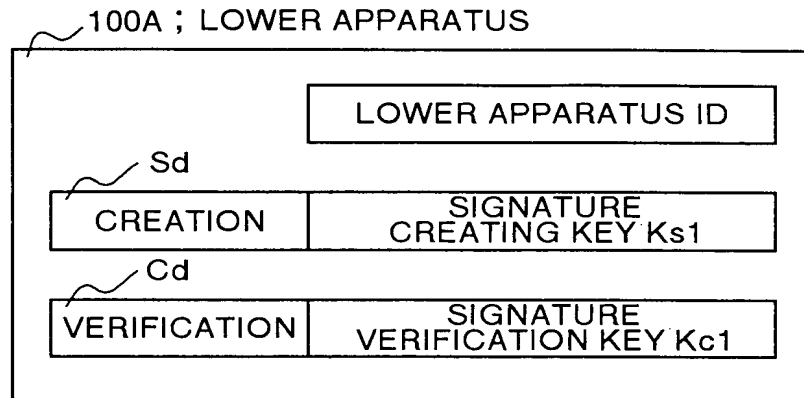 100A ; LOWER APPARATUS
LOWER APPARATUS ID
Sd
CREATION
SIGNATURE
CREATING KEY Ks1
Cd
VERIFICATION
SIGNATURE
VERIFICATION KEY Kc1